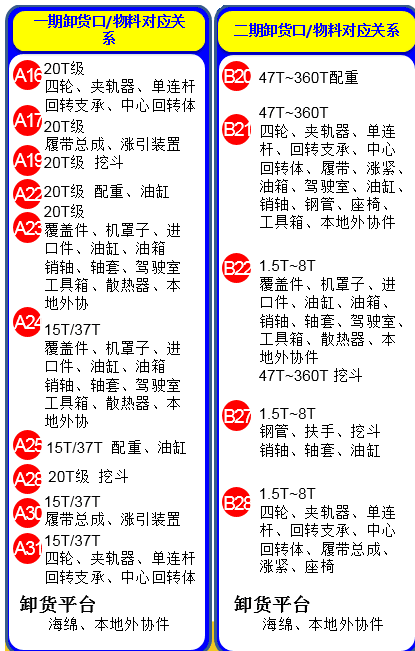 一期卸货口/物料对应关
系
A16
20T级
四轮、夹轨器、单连杆
回转支承、中心回转体
A17
20T级
履带总成、涨引装置
A19
20T级 挖斗
A22
20T级 配重、油缸
A23
20T级
覆盖件、机罩子、进
口件、油缸、油箱
销轴、轴套、驾驶室
工具箱、散热器、本
地外协
A24
15T/37T
覆盖件、机罩子、进
口件、油缸、油箱
销轴、轴套、驾驶室
工具箱、散热器、本
地外协
A25
15T/37T 配重、油缸
A28
20T级 挖斗
A30
15T/37T
履带总成、涨引装置
A31
15T/37T
四轮、夹轨器、单连杆
回转支承、中心回转体
卸货平台
海绵、本地外协件
二期卸货口/物料对应关系
B20
47T~360T配重
B21
47T~360T
四轮、夹轨器、单连
杆、回转支承、中心
回转体、履带、涨紧、
油箱、驾驶室、油缸、
销轴、钢管、座椅、
工具箱、本地外协件
B22
1.5T~8T
覆盖件、机罩子、进
口件、油缸、油箱、
销轴、轴套、驾驶室、
工具箱、散热器、本
地外协件
47T~360T 挖斗
B27
1.5T~8T
钢管、扶手、挖斗
销轴、轴套、油缸
B28
1.5T~8T
四轮、夹轨器、单连
杆、回转支承、中心
回转体、履带总成、
涨紧、座椅
卸货平台
海绵、本地外协件